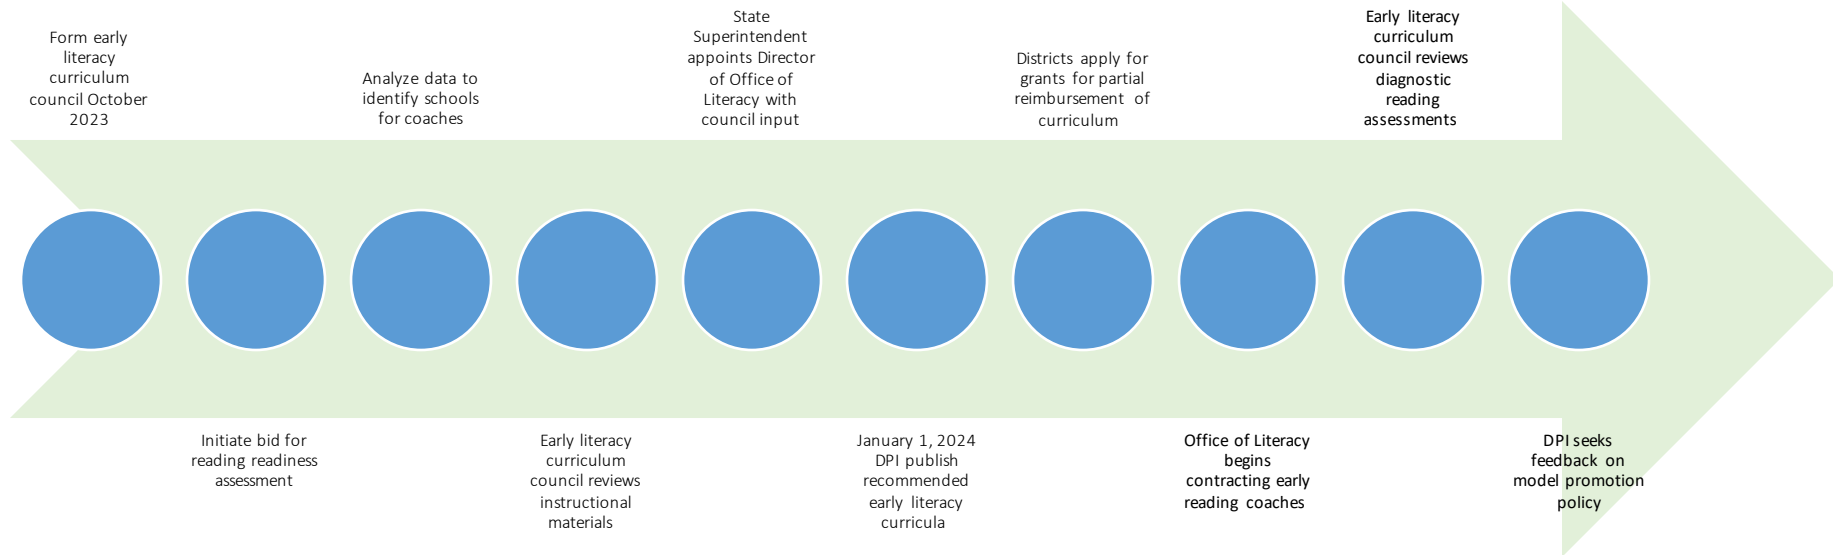 Form early
literacy
curriculum
council October
2023
Initiate bid for
reading readiness
assessment
Analyze data to
identify schools
for coaches
Early literacy
curriculum
council reviews
instructional
materials
State
Superintendent
appoints Director
of Office of
Literacy with
council input
January 1, 2024
DPI publish
recommended
early literacy
curricula
Districts apply for
grants for partial
reimbursement of
curriculum
Office of Literacy
begins
contracting early
reading coaches
Early literacy
curriculum
council reviews
diagnostic
reading
assessments
DPI seeks
feedback on
model promotion
policy